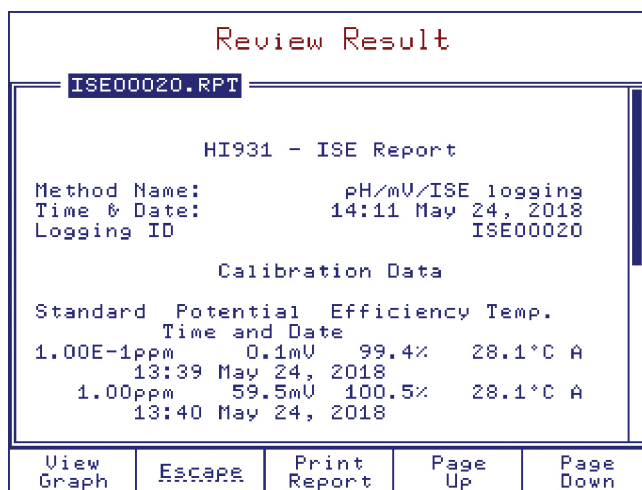 Review Result
ISE00020.RPT
HI931 - ISE Report
Method Name: pH/mV/ISE logging
Time & Date: 14:11 May 24, 2018
Logging ID ISE00020
Calibration Data
Standard Potential Efficiency Temp.
Time and Date
1.00E-1ppm 0.1mV 99.4% 28.1°C A
13:39 May 24, 2018
1.00ppm 59.5mV 100.5% 28.1°C A
13:40 May 24, 2018
View Graph
Escape
Print Report
Page Up
Page Down